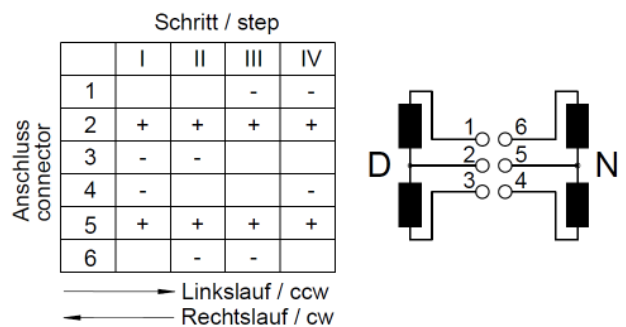 Schritt / step
I II III IV
1 - -
2 + + + +
3 - -
4 - -
5 + + + +
6 - -
Anschluss
connector
Linkslauf / ccw
Rechtslauf / cw
D N
1 6
2 5
3 4